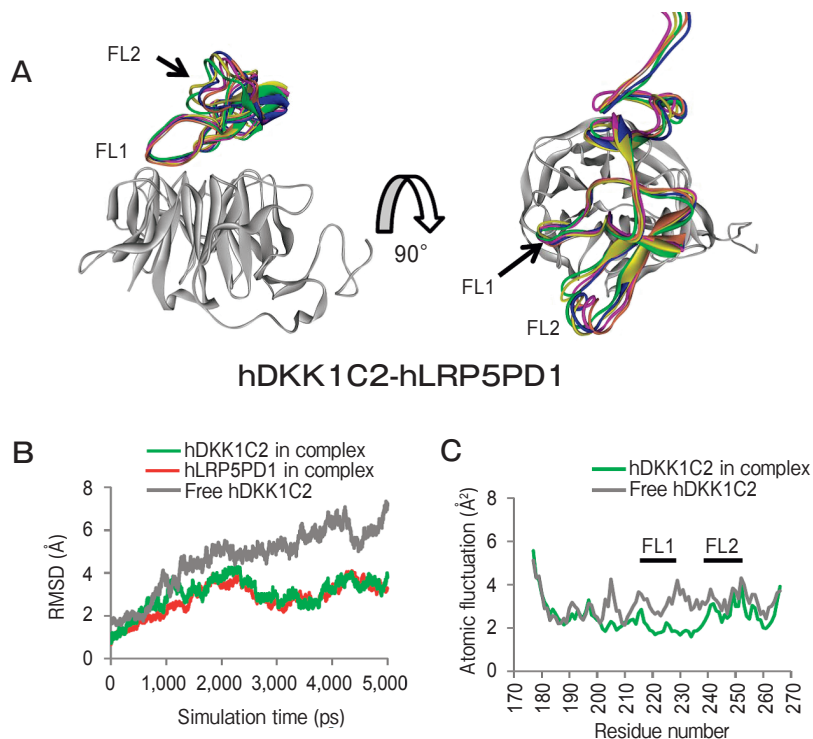 A
FL2
FL1
90°
FL1
FL2
hDKK1C2-hLRP5PD1
B
hDKK1C2 in complex
hLRP5PD1 in complex
Free hDKK1C2
RMSD (Å)
8
6
4
2
0
0
1,000
2,000
3,000
4,000
5,000
Simulation time (ps)
C
hDKK1C2 in complex
Free hDKK1C2
Atomic fluctuation (Å²)
8
6
4
2
0
FL1
FL2
170
180
190
200
210
220
230
240
250
260
270
Residue number